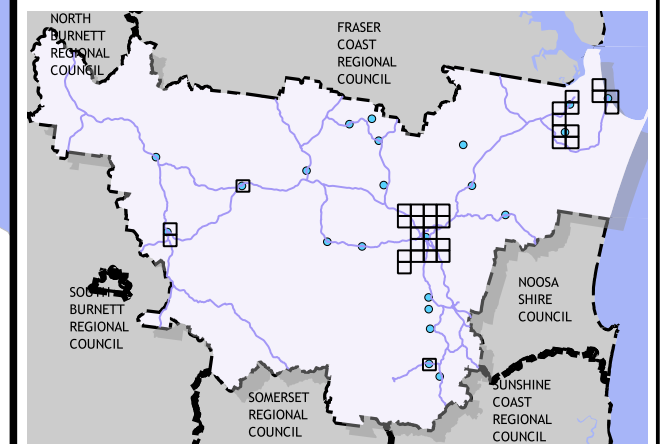 NORTH
BURNETT
REGIONAL
COUNCIL
FRASER
COAST
REGIONAL
COUNCIL
SOUTH
BURNETT
REGIONAL
COUNCIL
NOOSA
SHIRE
COUNCIL
SOMERSET
REGIONAL
COUNCIL
SUNSHINE
COAST
REGIONAL
COUNCIL